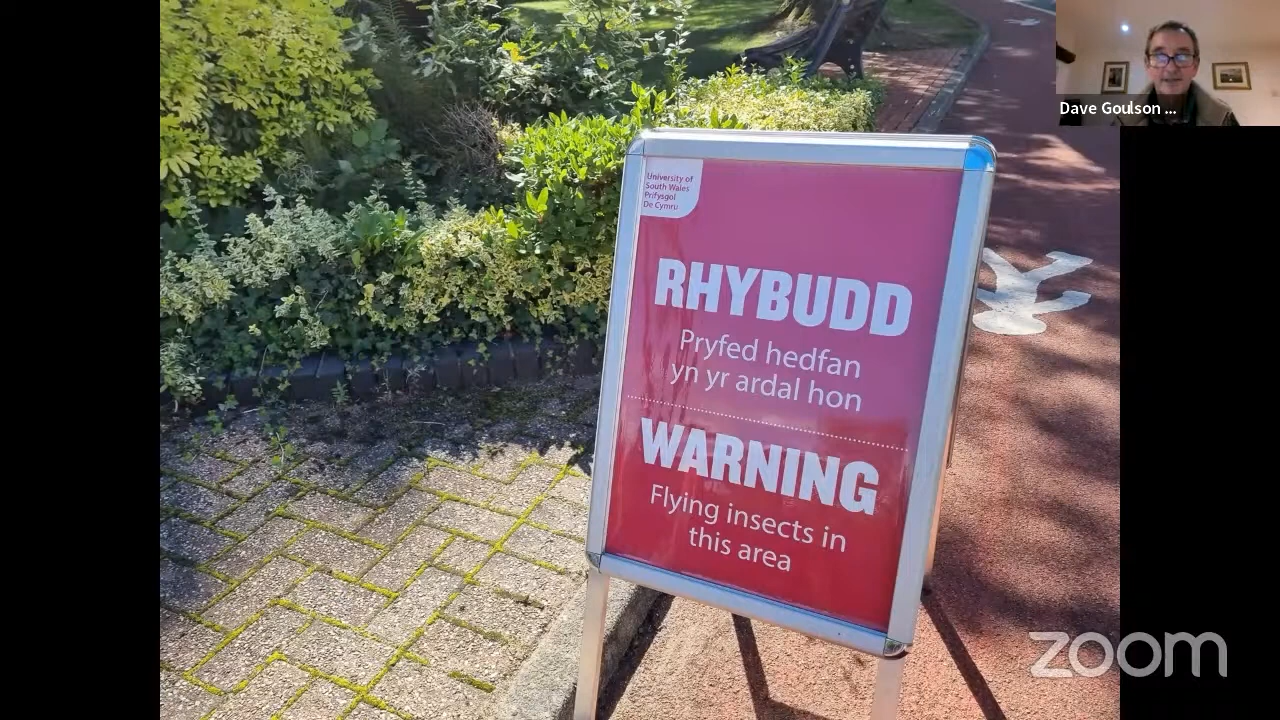 Dave Goulson ...
University of
South Wales
Prifysgol
De Cymru
RHYBUDD
Pryfed hedfan
yn yr ardal hon
WARNING
Flying insects in
this area
zoom